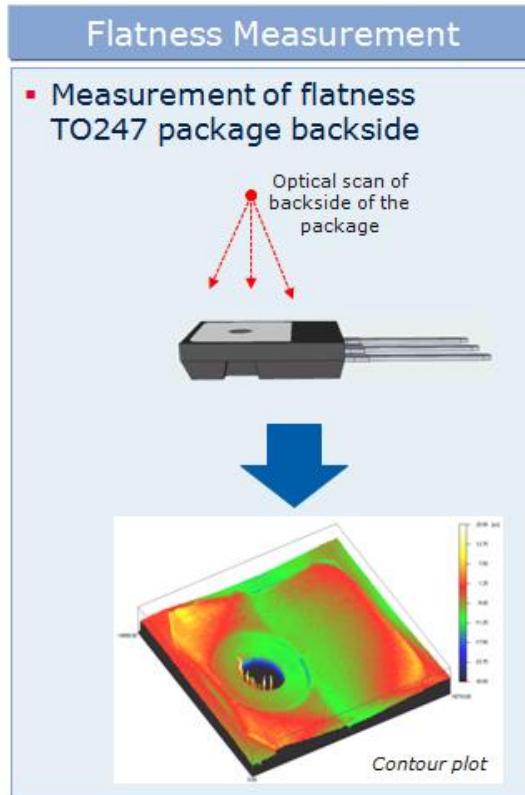 Flatness Measurement
Measurement of flatness
TO247 package backside
Optical scan of
backside of the
package
Contour plot